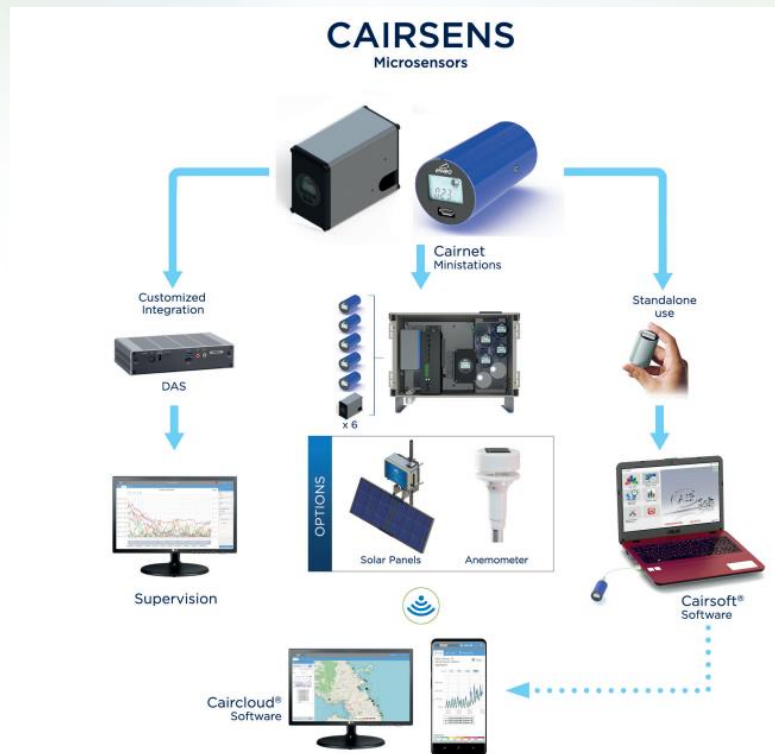 CAIRSENS
Microsensors
023
Cairnet
Ministations
Customized
Integration
Standalone
use
DAS
x 6
OPTIONS
Solar Panels
Anemometer
Supervision
Cairsoft®
Software
Caircloud®
Software